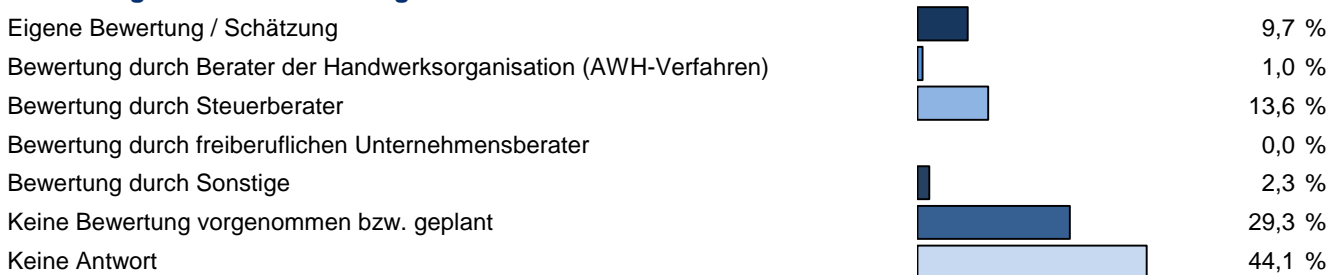 Eigene Bewertung / Schätzung 9,7 %
Bewertung durch Berater der Handwerksorganisation (AWH-Verfahren) 1,0 %
Bewertung durch Steuerberater 13,6 %
Bewertung durch freiberuflichen Unternehmensberater 0,0 %
Bewertung durch Sonstige 2,3 %
Keine Bewertung vorgenommen bzw. geplant 29,3 %
Keine Antwort 44,1 %